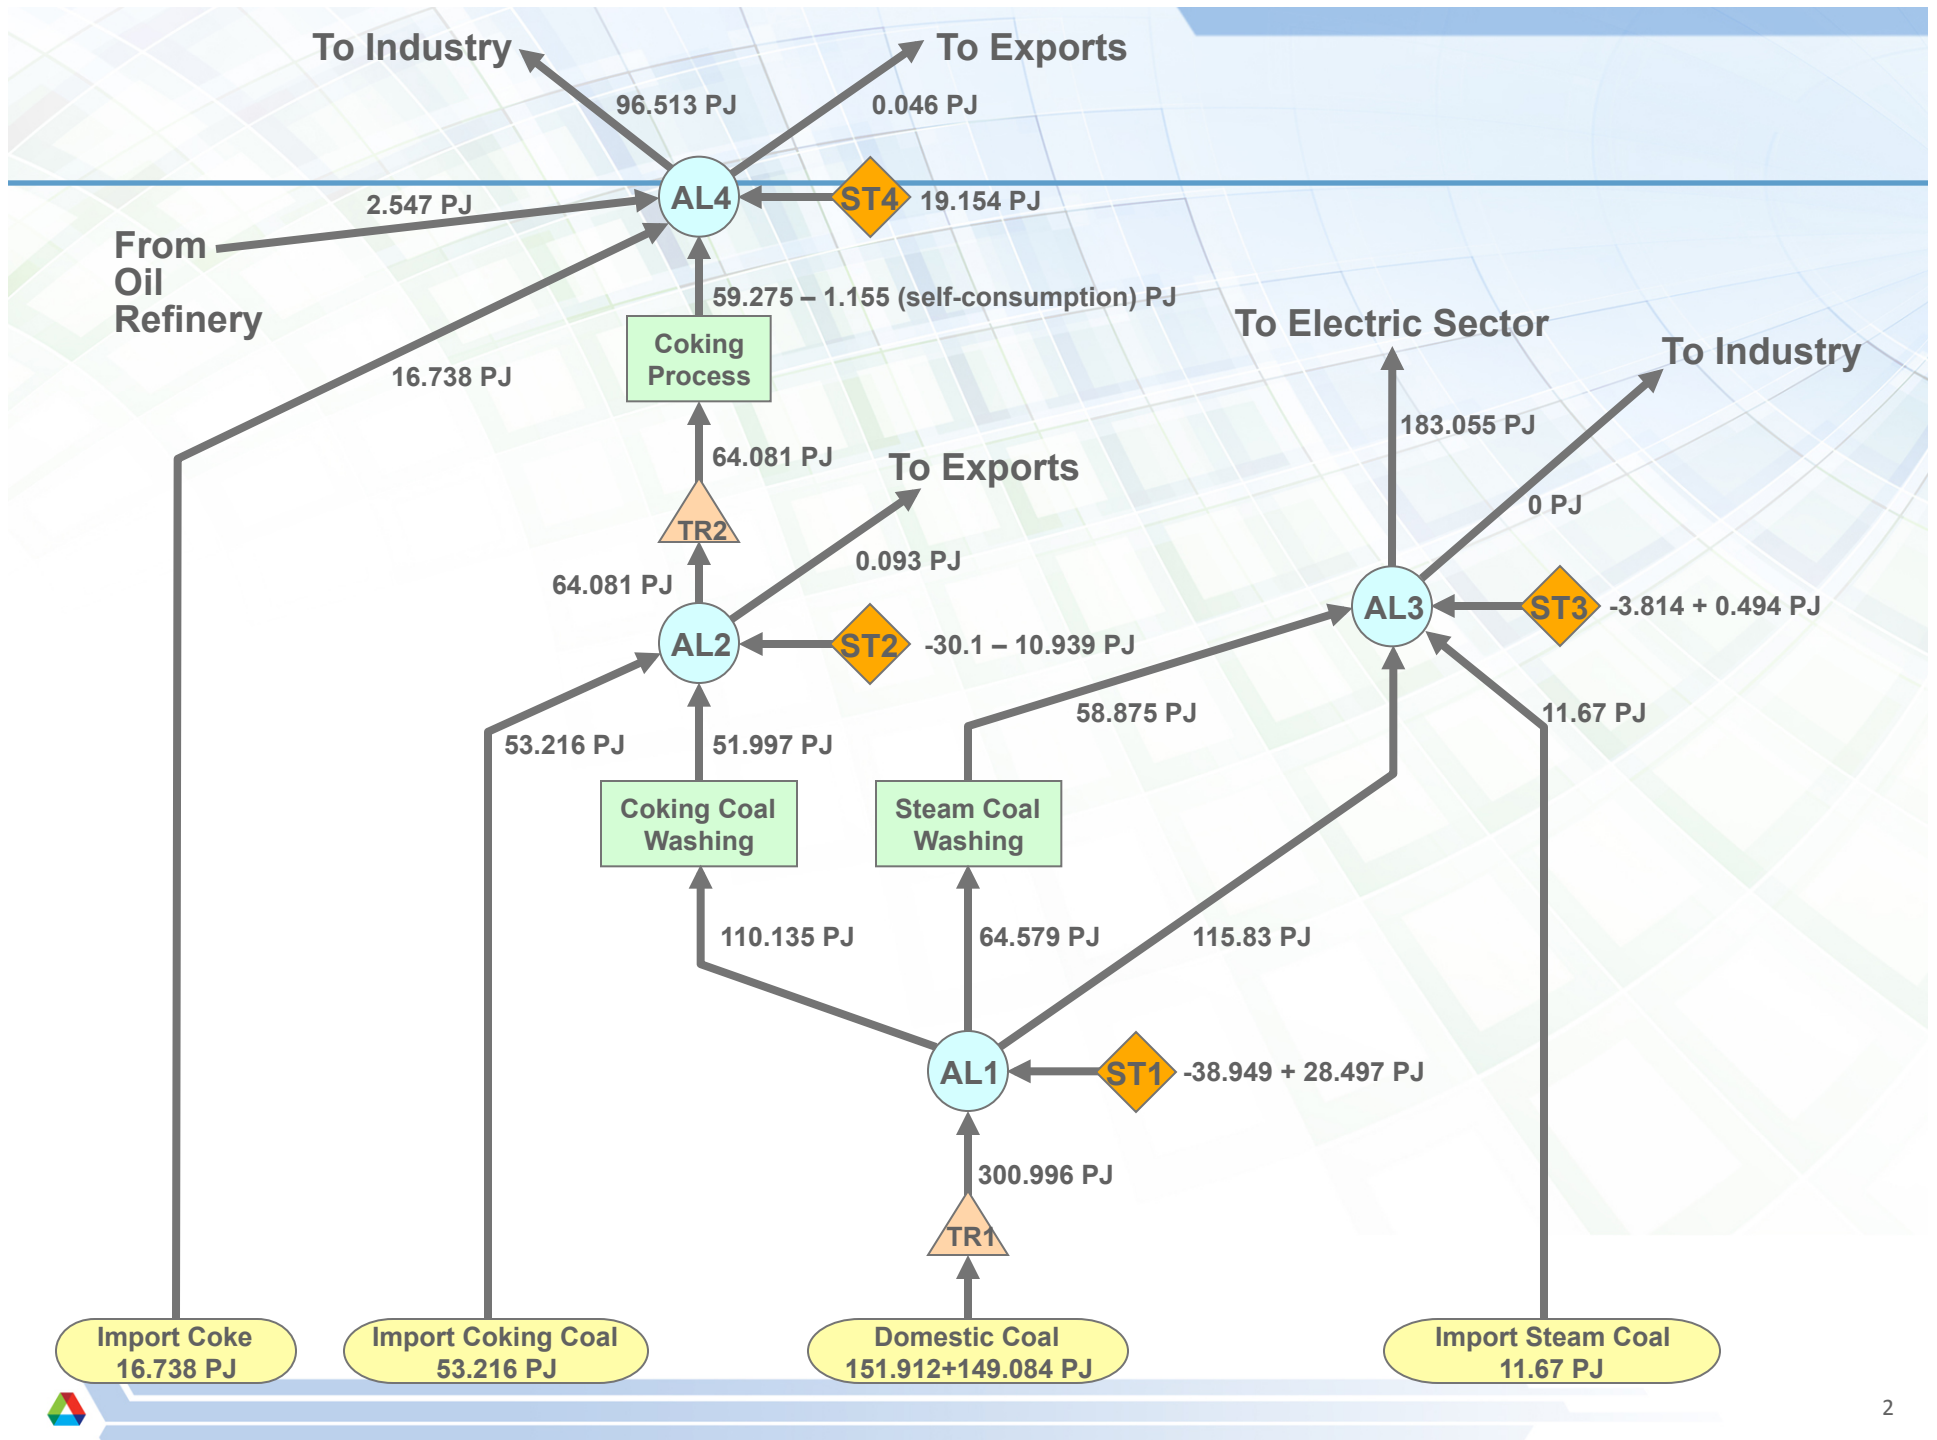 To Industry
To Exports
96.513 PJ
0.046 PJ
AL4
ST4
19.154 PJ
2.547 PJ
From
Oil
Refinery
59.275 – 1.155 (self-consumption) PJ
To Electric Sector
To Industry
Coking
Process
16.738 PJ
183.055 PJ
64.081 PJ
To Exports
0 PJ
TR2
0.093 PJ
64.081 PJ
AL3
ST3
-3.814 + 0.494 PJ
AL2
ST2
-30.1 – 10.939 PJ
58.875 PJ
11.67 PJ
53.216 PJ
51.997 PJ
Coking Coal
Washing
Steam Coal
Washing
110.135 PJ
64.579 PJ
115.83 PJ
AL1
ST1
-38.949 + 28.497 PJ
300.996 PJ
TR1
Import Coke
16.738 PJ
Import Coking Coal
53.216 PJ
Domestic Coal
151.912+149.084 PJ
Import Steam Coal
11.67 PJ
2